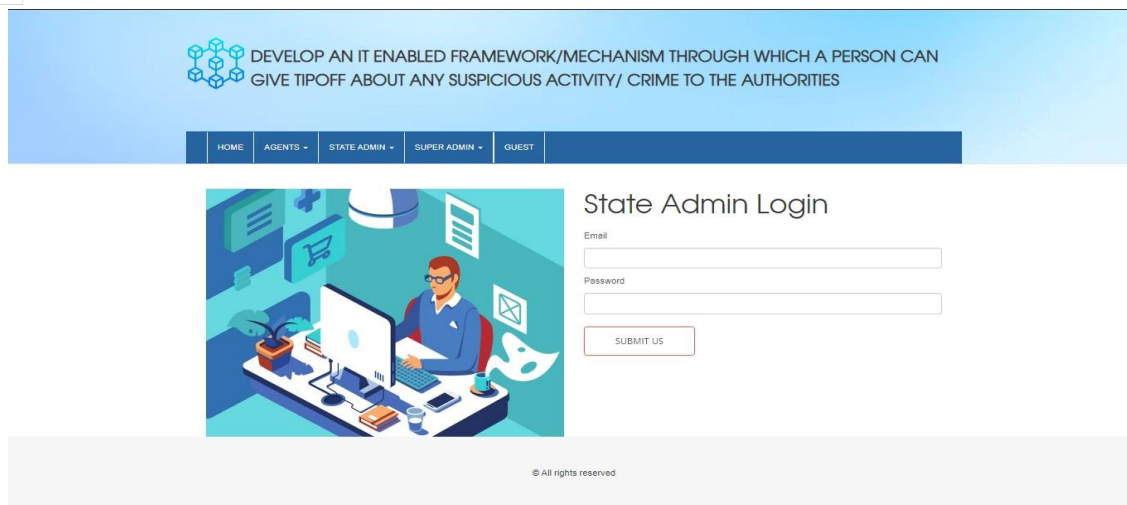 DEVELOP AN IT ENABLED FRAMEWORK/MECHANISM THROUGH WHICH A PERSON CAN
GIVE TIPOFF ABOUT ANY SUSPICIOUS ACTIVITY/ CRIME TO THE AUTHORITIES
HOME AGENTS STATE ADMIN SUPER ADMIN GUEST
State Admin Login
Email
Password
SUBMIT US
© All rights reserved